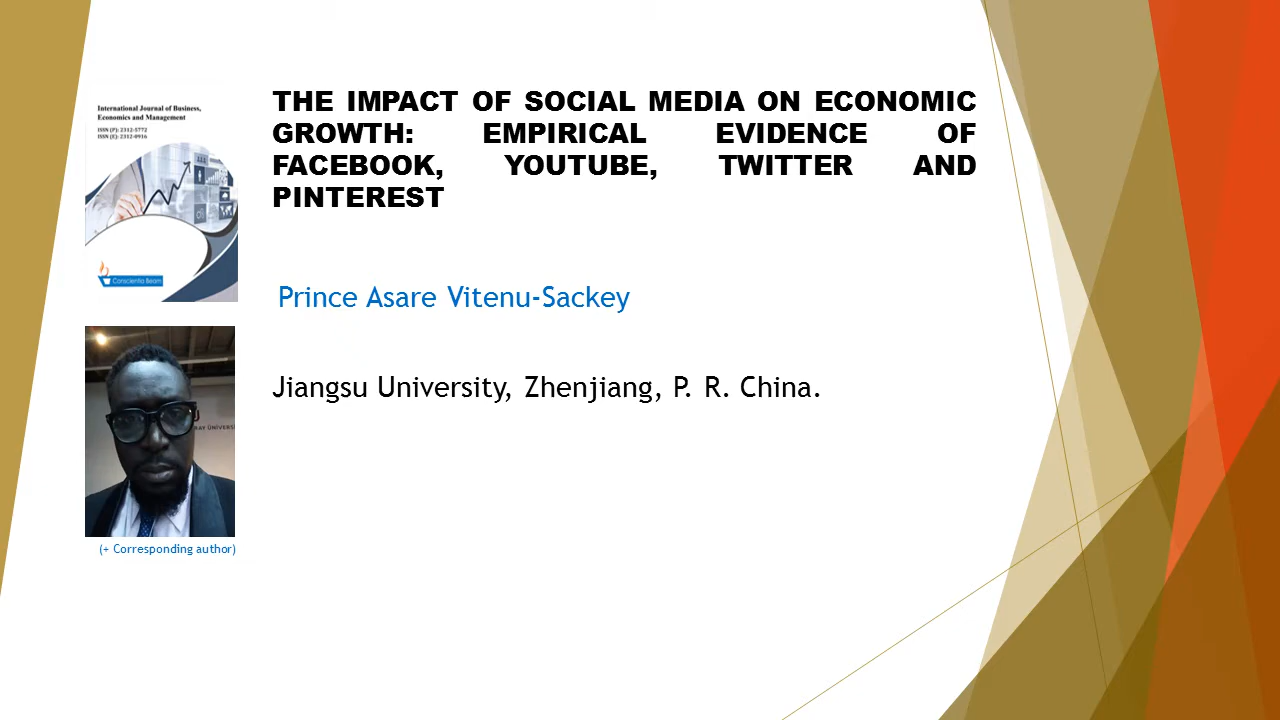 International Journal of Business,
Economics and Management
ISSN (P): 2312-5772
ISSN (E): 2312-0916
Conscientia Beam
THE IMPACT OF SOCIAL MEDIA ON ECONOMIC
GROWTH: EMPIRICAL EVIDENCE OF
FACEBOOK, YOUTUBE, TWITTER AND
PINTEREST
Prince Asare Vitenu-Sackey
Jiangsu University, Zhenjiang, P. R. China.
(+ Corresponding author)